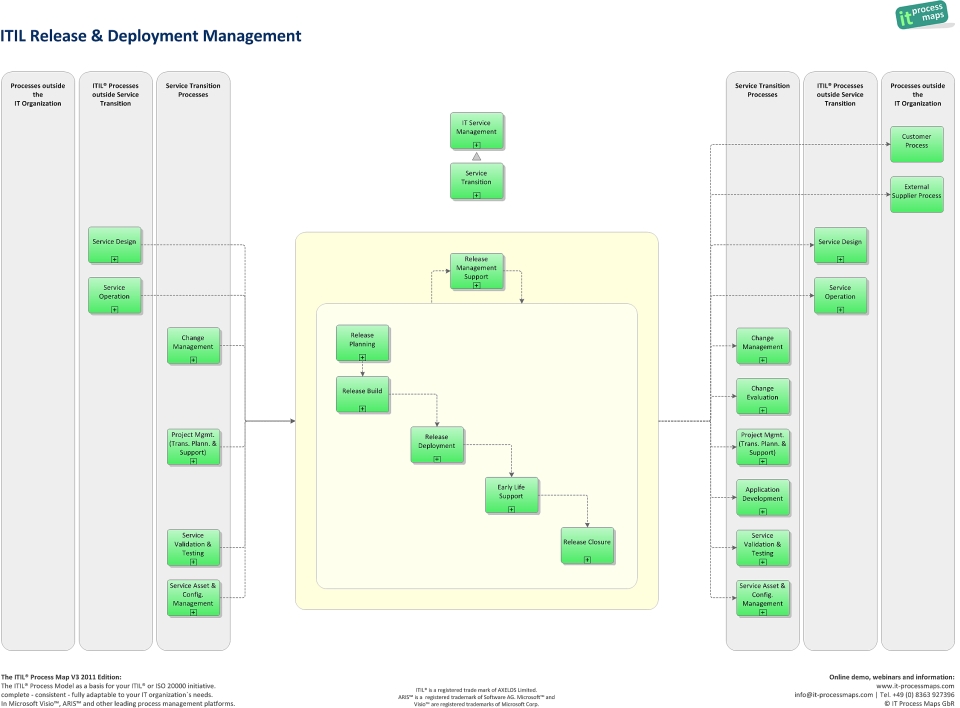 it process
maps
ITIL Release & Deployment Management
Processes outside
the
IT Organization
ITIL® Processes
outside Service
Transition
Service Transition
Processes
Service Transition
Processes
ITIL® Processes
outside Service
Transition
Processes outside
the
IT Organization
IT Service
Management
Service
Transition
Customer
Process
External
Supplier Process
Service Design
Service
Operation
Change
Management
Project Mgmt.
(Trans. Plann. &
Support)
Service
Validation &
Testing
Service Asset &
Config.
Management
Release
Management
Support
Release
Planning
Release Build
Release
Deployment
Early Life
Support
Release Closure
Service Design
Service
Operation
Change
Management
Change
Evaluation
Project Mgmt.
(Trans. Plann. &
Support)
Application
Development
Service
Validation &
Testing
Service Asset &
Config.
Management
The ITIL® Process Map V3 2011 Edition:
The ITIL® Process Model as a basis for your ITIL® or ISO 20000 initiative.
complete - consistent - fully adaptable to your IT organization´s needs.
In Microsoft Visio™, ARIS™ and other leading process management platforms.
ITIL® is a registered trade mark of AXELOS Limited.
ARIS™ is a registered trademark of Software AG. Microsoft™ and
Visio™ are registered trademarks of Microsoft Corp.
Online demo, webinars and information:
www.it-processmaps.com
info@it-processmaps.com | Tel. +49 (0) 8363 927396
© IT Process Maps GbR